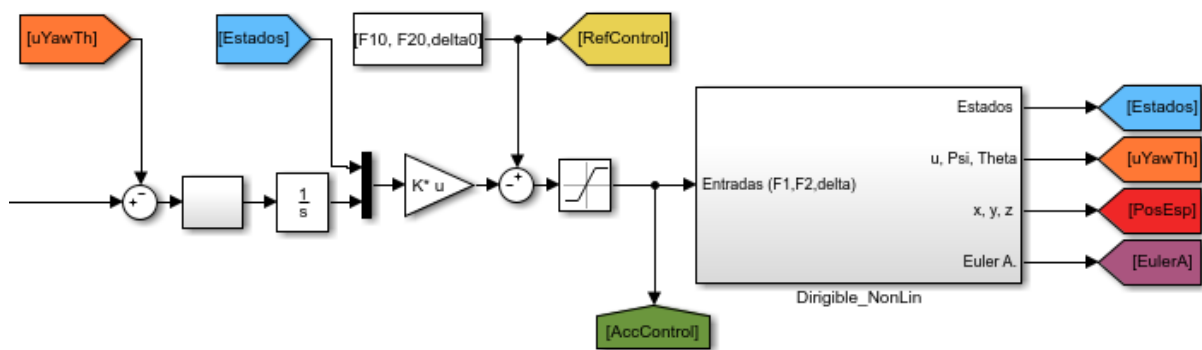 [uYawTh]
[Estados]
[F10, F20,delta0]
[RefControl]
Estados
[Estados]
u, Psi, Theta
[uYawTh]
Entradas (F1,F2,delta)
K* u
1
s
x, y, z
[PosEsp]
Euler A.
[EulerA]
Dirigible_NonLin
[AccControl]